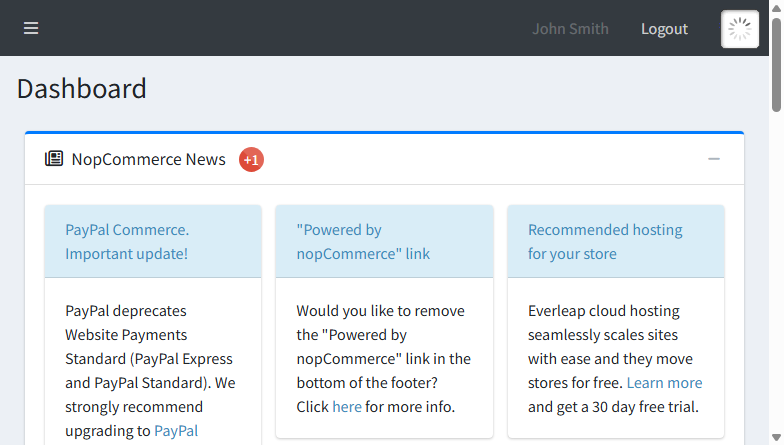 John Smith Logout
Dashboard
NopCommerce News +1
PayPal Commerce.
Important update!
PayPal deprecates
Website Payments
Standard (PayPal Express
and PayPal Standard). We
strongly recommend
upgrading to PayPal
"Powered by
nopCommerce" link
Would you like to remove
the "Powered by
nopCommerce" link in the
bottom of the footer?
Click here for more info.
Recommended hosting
for your store
Everleap cloud hosting
seamlessly scales sites
with ease and they move
stores for free. Learn more
and get a 30 day free trial.